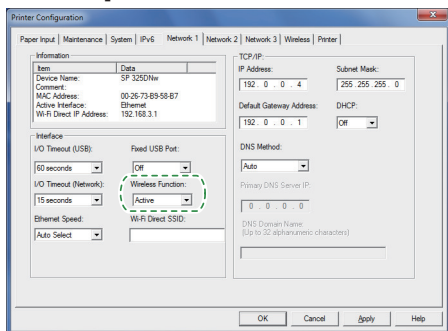 Printer Configuration
Paper Input Maintenance System IPv6 Network 1 Network 2 Network 3 Wireless Printer
Information
Item Data
Device Name: SP 325DNw
Comment:
MAC Address: 00-26-73-B9-58-B7
Active Interface: Ethernet
Wi-Fi Direct IP Address: 192.168.3.1
Interface
I/O Timeout (USB): Fixed USB Port:
60 seconds Off
I/O Timeout (Network): Wireless Function:
15 seconds Active
Ethernet Speed: Wi-Fi Direct SSID:
Auto Select
TCP/IP:
IP Address: Subnet Mask:
192 . 0 . 0 . 4 255 . 255 . 255 . 0
Default Gateway Address: DHCP:
192 . 0 . 0 . 1 Off
DNS Method:
Auto
Primary DNS Server IP:
0 . 0 . 0 . 0
DNS Domain Name:
(Up to 32 alphanumeric characters)
OK Cancel Apply Help